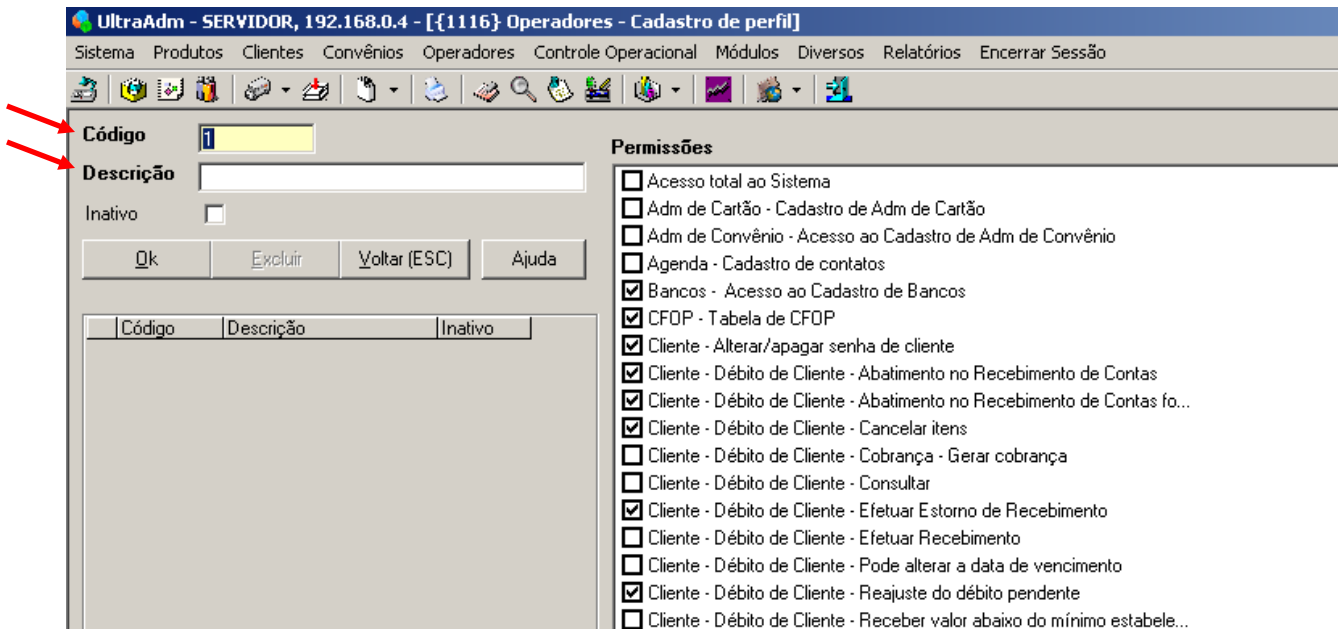 UltraAdm - SERVIDOR, 192.168.0.4 - [{1116} Operadores - Cadastro de perfil]
Sistema Produtos Clientes Convênios Operadores Controle Operacional Módulos Diversos Relatórios Encerrar Sessão
Código 1
Descrição
Inativo
Ok Excluir Voltar (ESC) Ajuda
Código Descrição Inativo
Permissões
Acesso total ao Sistema
Adm de Cartão - Cadastro de Adm de Cartão
Adm de Convênio - Acesso ao Cadastro de Adm de Convênio
Agenda - Cadastro de contatos
Bancos - Acesso ao Cadastro de Bancos
CFOP - Tabela de CFOP
Cliente - Alterar/apagar senha de cliente
Cliente - Débito de Cliente - Abatimento no Recebimento de Contas
Cliente - Débito de Cliente - Abatimento no Recebimento de Contas fo...
Cliente - Débito de Cliente - Cancelar itens
Cliente - Débito de Cliente - Cobrança - Gerar cobrança
Cliente - Débito de Cliente - Consultar
Cliente - Débito de Cliente - Efetuar Estorno de Recebimento
Cliente - Débito de Cliente - Efetuar Recebimento
Cliente - Débito de Cliente - Pode alterar a data de vencimento
Cliente - Débito de Cliente - Reajuste do débito pendente
Cliente - Débito de Cliente - Receber valor abaixo do mínimo estabele...